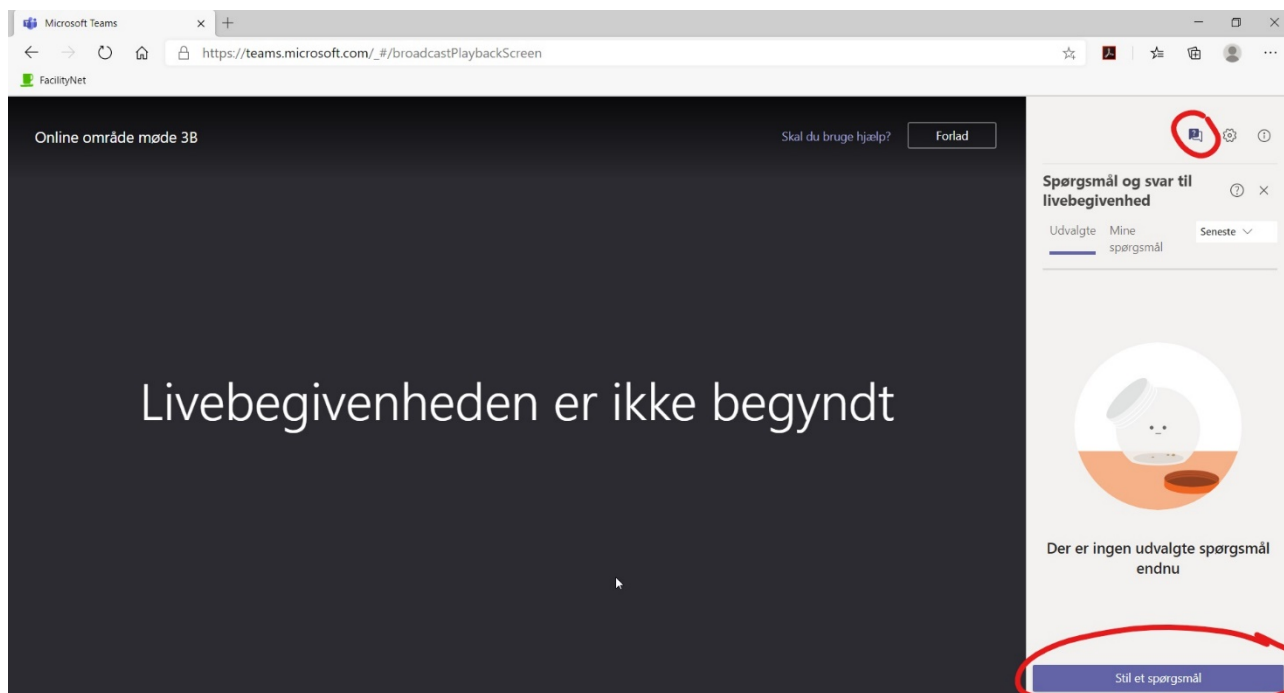 Microsoft Teams
https://teams.microsoft.com/_#/broadcastPlaybackScreen
FacilityNet
Online område møde 3B
Skal du bruge hjælp?
Forlad
Livebegivenheden er ikke begyndt
Spørgsmål og svar til
livebegivenhed
Udvalgte
Mine
spørgsmål
Seneste
Der er ingen udvalgte spørgsmål
endnu
Stil et spørgsmål